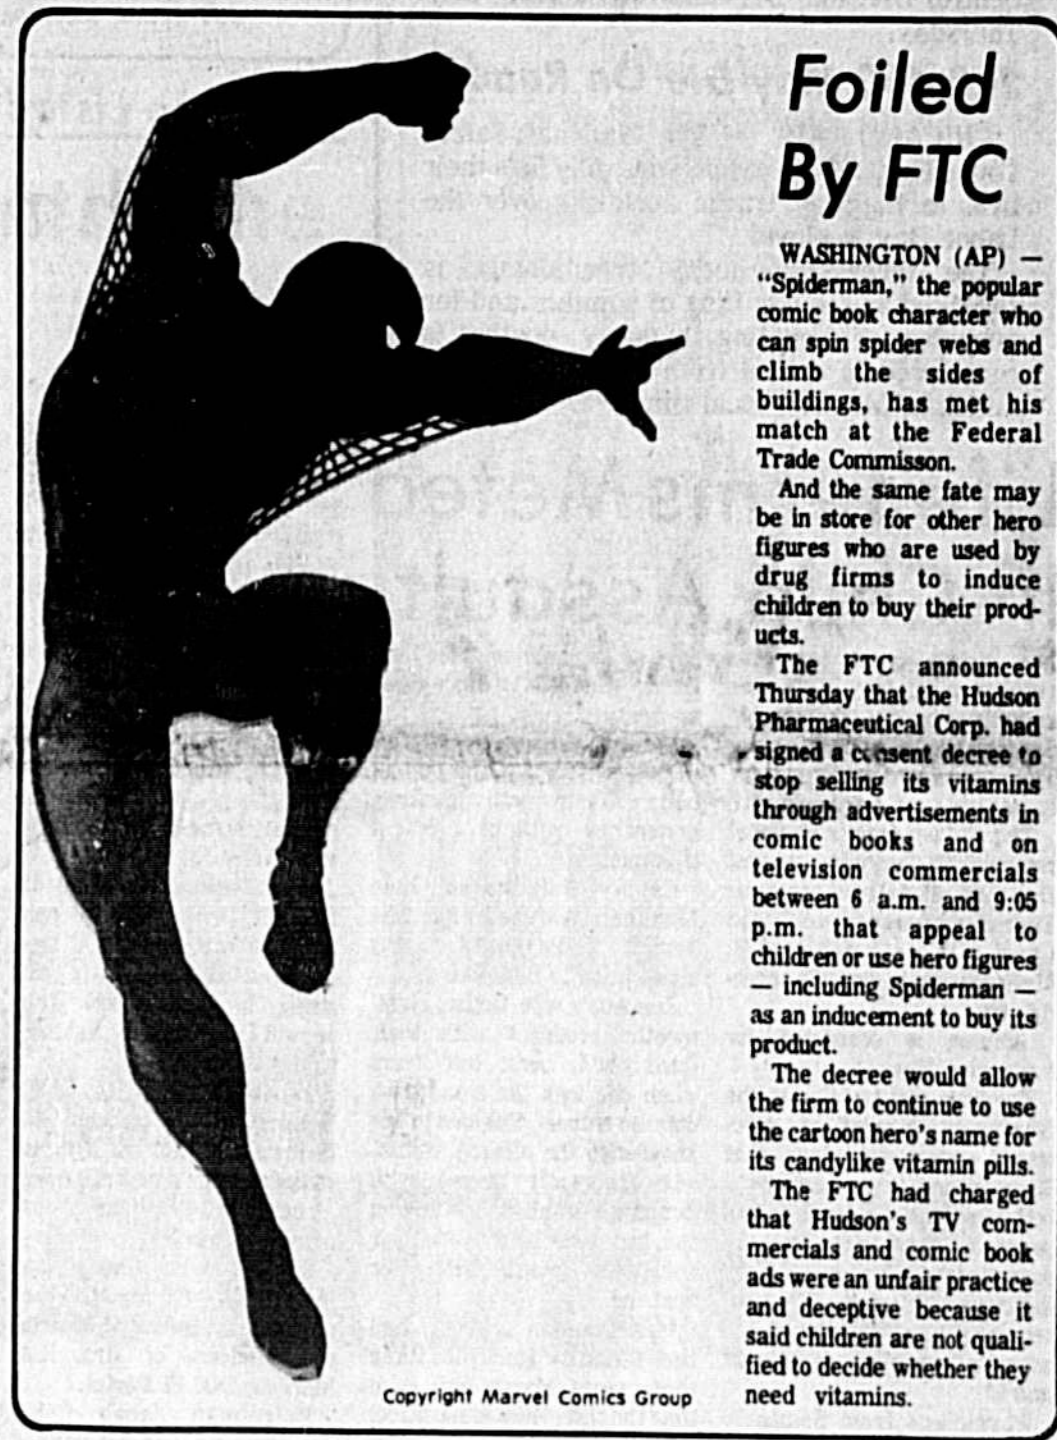 Foiled
By FTC
WASHINGTON (AP) —
“Spiderman,” the popular
comic book character who
can spin spider webs and
climb the sides of
buildings, has met his
match at the Federal
Trade Commisson.
And the same fate may
be in store for other hero
figures who are used by
drug firms to induce
children to buy their prod-
ucts.
The FTC announced
Thursday that the Hudson
Pharmaceutical Corp. had
signed a consent decree to
stop selling its vitamins
through advertisements in
comic books and on
television commercials
between 6 a.m. and 9:05
p.m. that appeal to
children or use hero figures
— including Spiderman —
as an inducement to buy its
product.
The decree would allow
the firm to continue to use
the cartoon hero’s name for
its candylike vitamin pills.
The FTC had charged
that Hudson’s TV com-
mercials and comic book
ads were an unfair practice
and deceptive because it
said children are not quali-
fied to decide whether they
need vitamins.
Copyright Marvel Comics Group